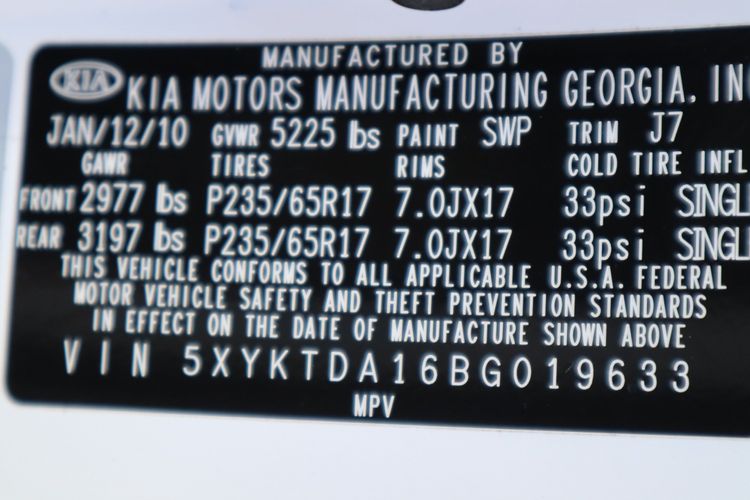 MANUFACTURED BY
KIA KIA MOTORS MANUFACTURING GEORGIA, IN
JAN/12/10 GVWR 5225 lbs PAINT SWP TRIM J7
GAWR TIRES RIMS COLD TIRE INFL
FRONT 2977 lbs P235/65R17 7.0JX17 33psi SINGL
REAR 3197 lbs P235/65R17 7.0JX17 33psi SINGL
THIS VEHICLE CONFORMS TO ALL APPLICABLE U.S.A. FEDERAL
MOTOR VEHICLE SAFETY AND THEFT PREVENTION STANDARDS
IN EFFECT ON THE DATE OF MANUFACTURE SHOWN ABOVE
VIN 5XYKTDA16BG019633
MPV